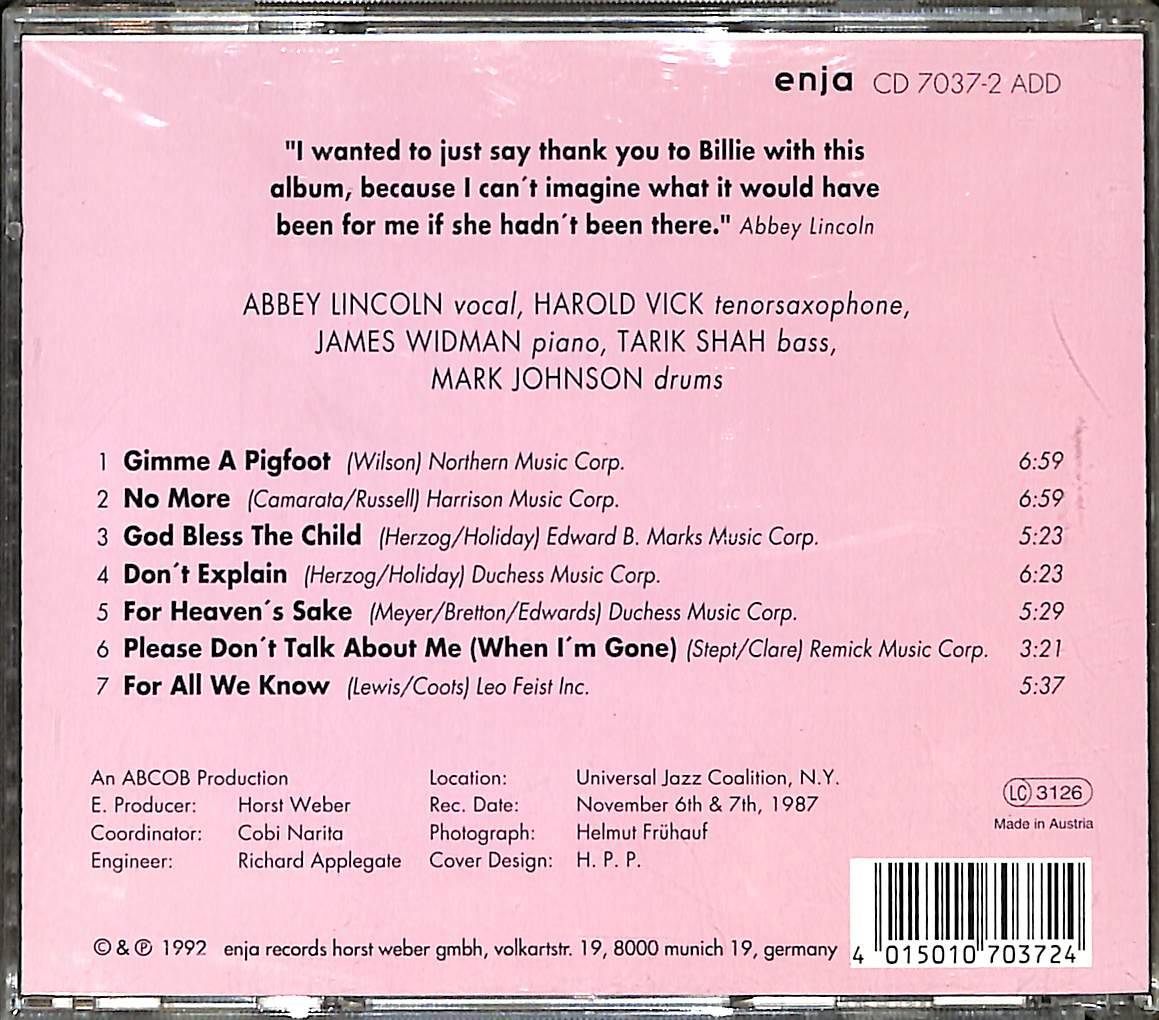 enja CD 7037-2 ADD
"I wanted to just say thank you to Billie with this
album, because I can´t imagine what it would have
been for me if she hadn´t been there." Abbey Lincoln
ABBEY LINCOLN vocal, HAROLD VICK tenorsaxophone,
JAMES WIDMAN piano, TARIK SHAH bass,
MARK JOHNSON drums
1 Gimme A Pigfoot (Wilson) Northern Music Corp. 6:59
2 No More (Camarata/Russell) Harrison Music Corp. 6:59
3 God Bless The Child (Herzog/Holiday) Edward B. Marks Music Corp. 5:23
4 Don´t Explain (Herzog/Holiday) Duchess Music Corp. 6:23
5 For Heaven´s Sake (Meyer/Bretton/Edwards) Duchess Music Corp. 5:29
6 Please Don´t Talk About Me (When I´m Gone) (Stept/Clare) Remick Music Corp. 3:21
7 For All We Know (Lewis/Coots) Leo Feist Inc. 5:37
An ABCOB Production Location: Universal Jazz Coalition, N.Y.
E. Producer: Horst Weber Rec. Date: November 6th & 7th, 1987
Coordinator: Cobi Narita Photograph: Helmut Frühauf
Engineer: Richard Applegate Cover Design: H. P. P.
LC 3126
Made in Austria
© & ℗ 1992 enja records horst weber gmbh, volkartstr. 19, 8000 munich 19, germany
4 015010 703724